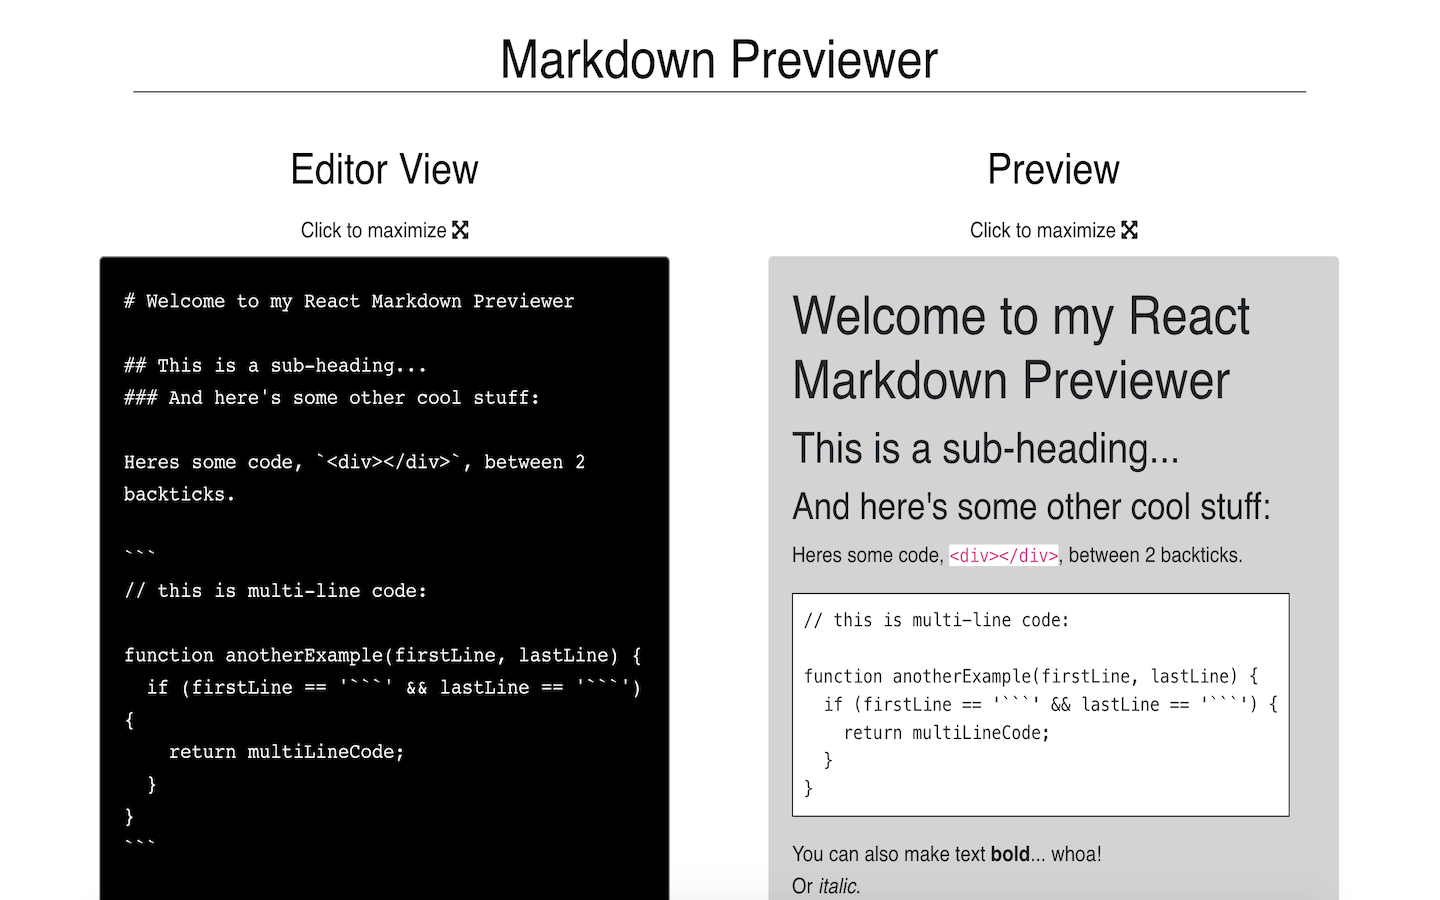 Markdown Previewer
Editor View
Click to maximize
# Welcome to my React Markdown Previewer
## This is a sub-heading...
### And here's some other cool stuff:
Heres some code, `<div></div>`, between 2
backticks.
```
// this is multi-line code:
function anotherExample(firstLine, lastLine) {
  if (firstLine == '```' && lastLine == '```')
{
    return multiLineCode;
  }
}
```
Preview
Click to maximize
Welcome to my React
Markdown Previewer
This is a sub-heading...
And here's some other cool stuff:
Heres some code, <div></div>, between 2 backticks.
// this is multi-line code:
function anotherExample(firstLine, lastLine) {
  if (firstLine == '```' && lastLine == '```') {
    return multiLineCode;
  }
}
You can also make text bold... whoa!
Or italic.